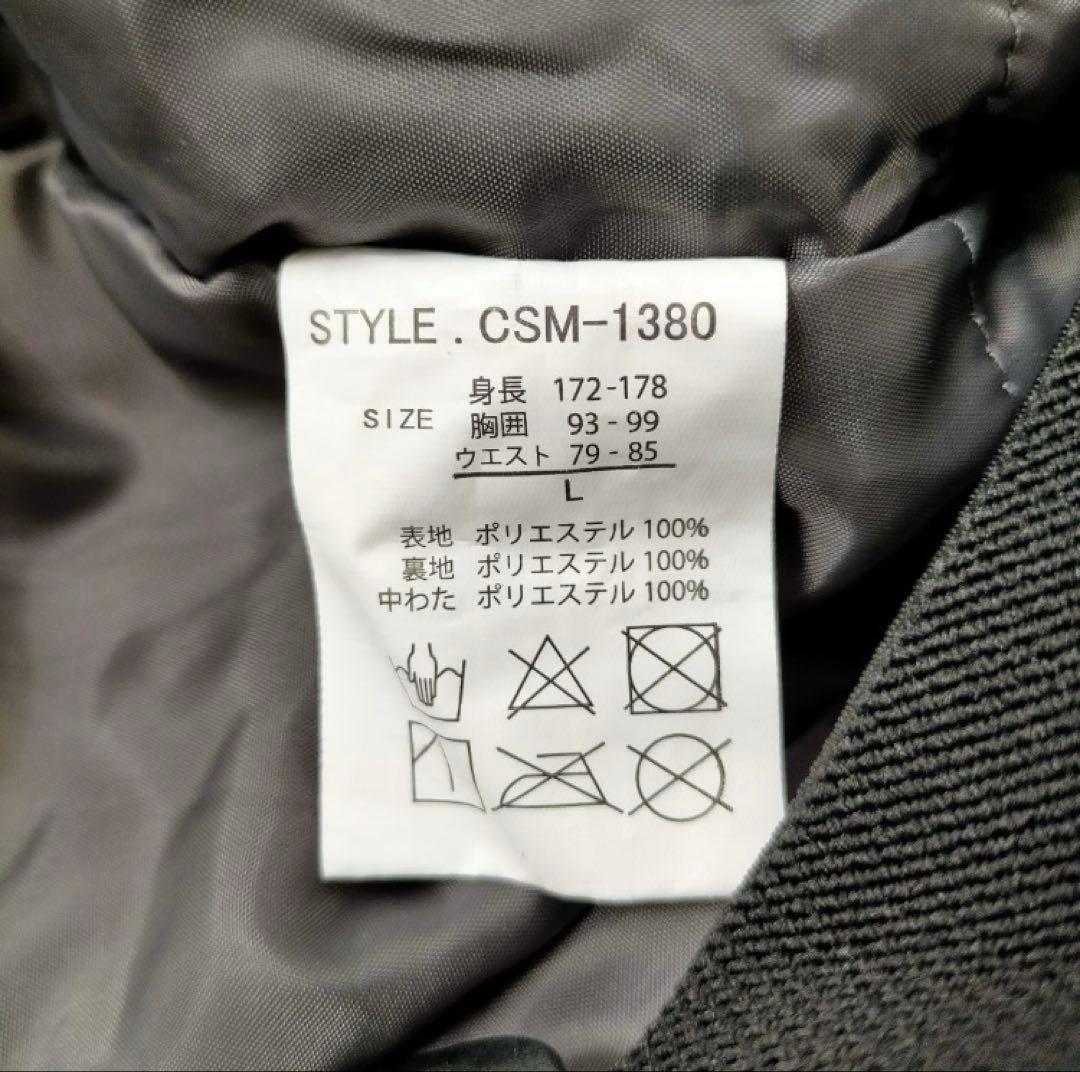 STYLE . CSM-1380
身長 172-178
SIZE 胸囲 93 - 99
ウエスト 79 - 85
L
表地 ポリエステル 100%
裏地 ポリエステル 100%
中わた ポリエステル 100%